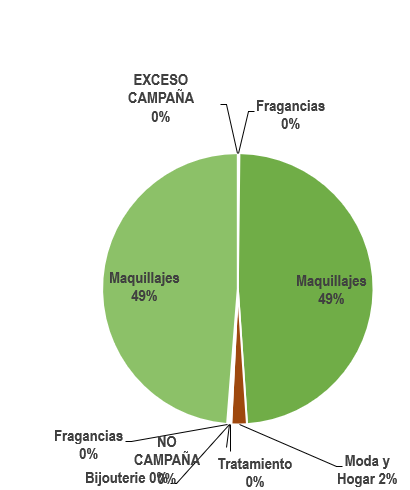 EXCESO
CAMPAÑA
0%
Fragancias
0%
Maquillajes
49%
Maquillajes
49%
Fragancias
0%
NO
CAMPAÑA
0%
Bijouterie 0%
Tratamiento
0%
Moda y
Hogar 2%